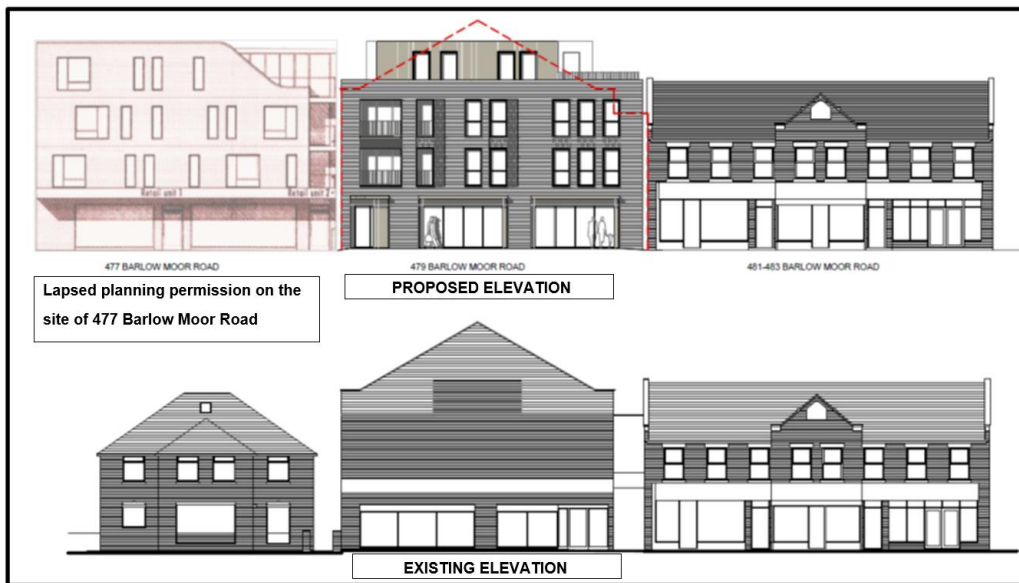 Retail unit 1
Retail unit 2
477 BARLOW MOOR ROAD
479 BARLOW MOOR ROAD
481-483 BARLOW MOOR ROAD
Lapsed planning permission on the
site of 477 Barlow Moor Road
PROPOSED ELEVATION
EXISTING ELEVATION